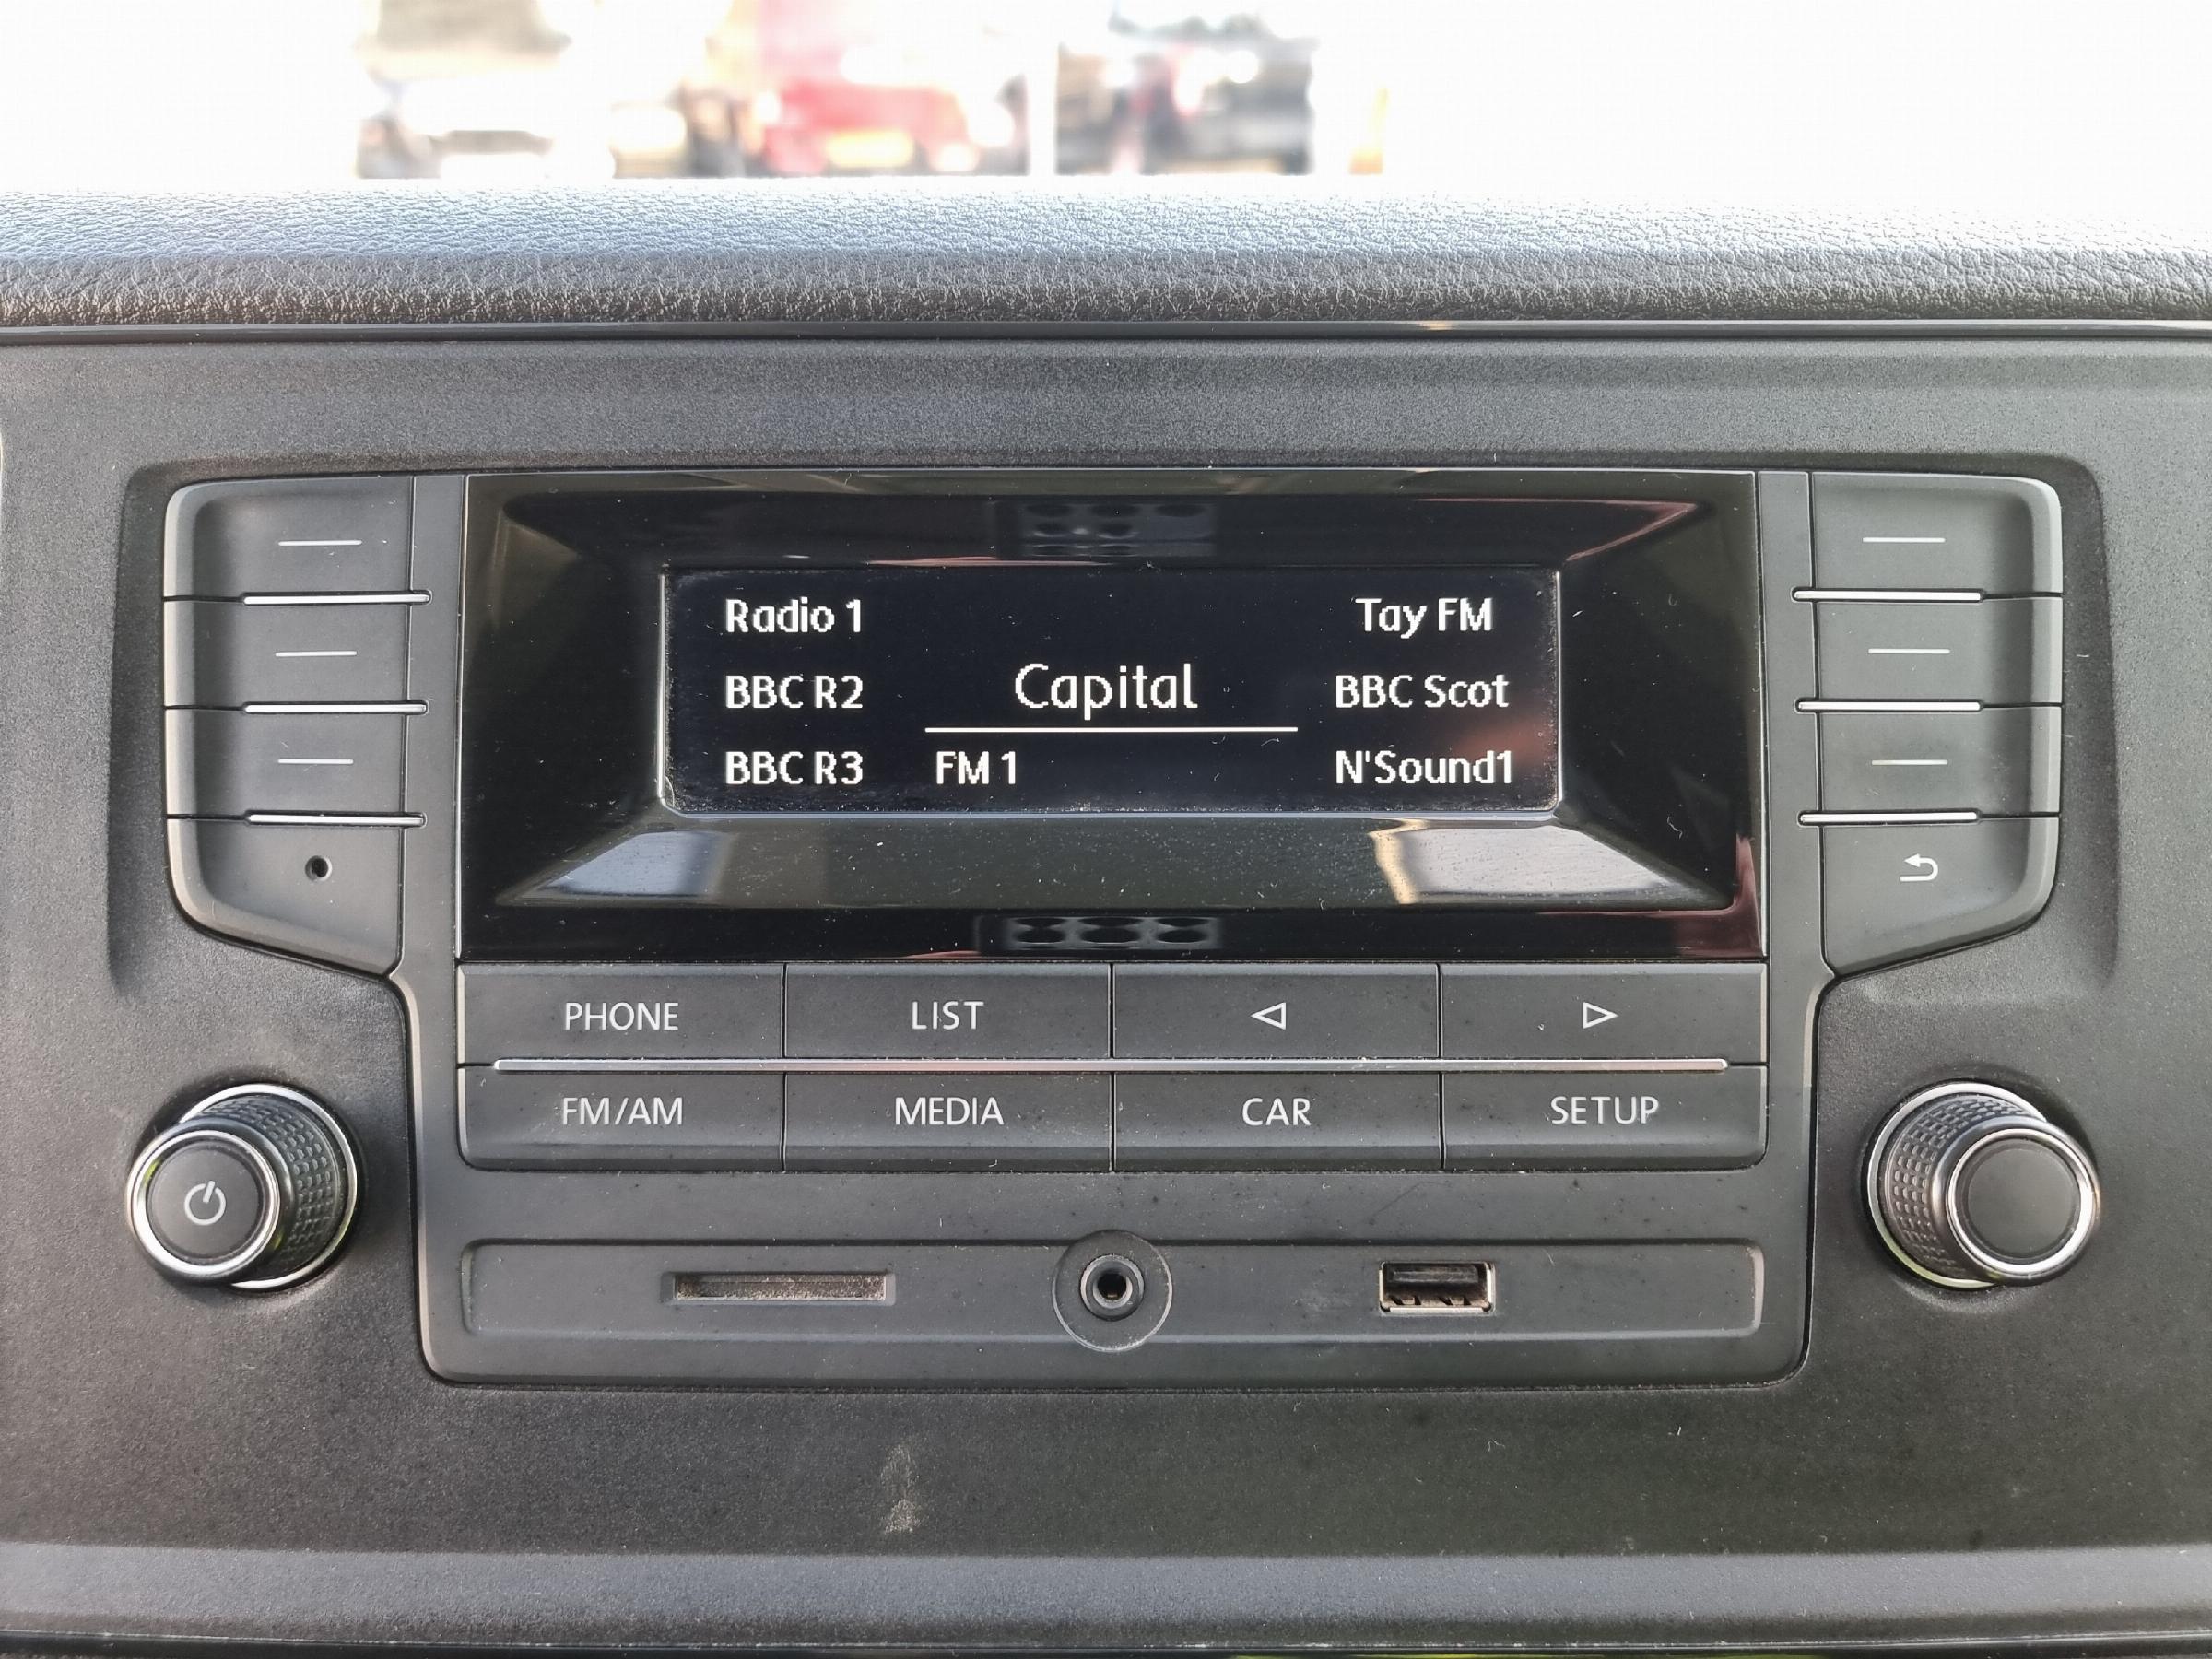 Radio 1
Tay FM
BBC R2
Capital
BBC Scot
BBC R3
FM 1
N'Sound1
PHONE
LIST
FM/AM
MEDIA
CAR
SETUP